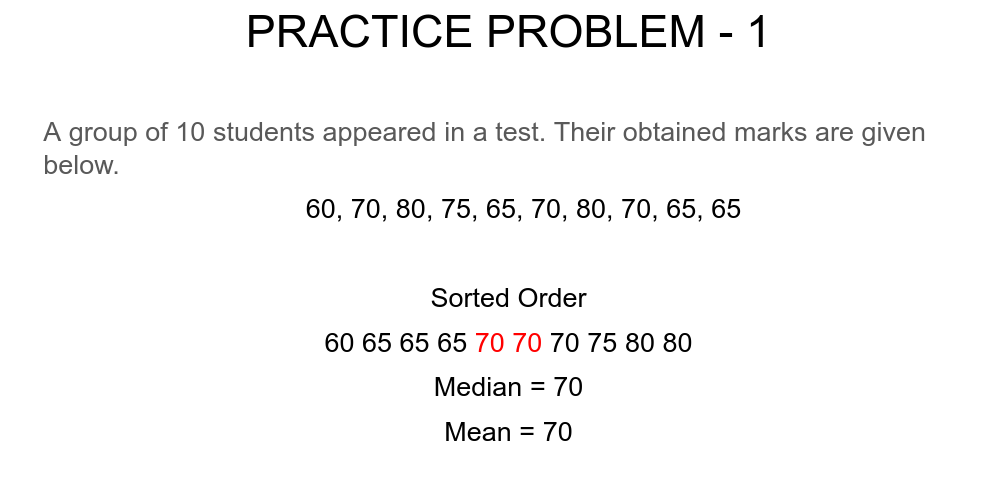 PRACTICE PROBLEM - 1
A group of 10 students appeared in a test. Their obtained marks are given
below.
60, 70, 80, 75, 65, 70, 80, 70, 65, 65
Sorted Order
60 65 65 65 70 70 70 75 80 80
Median = 70
Mean = 70